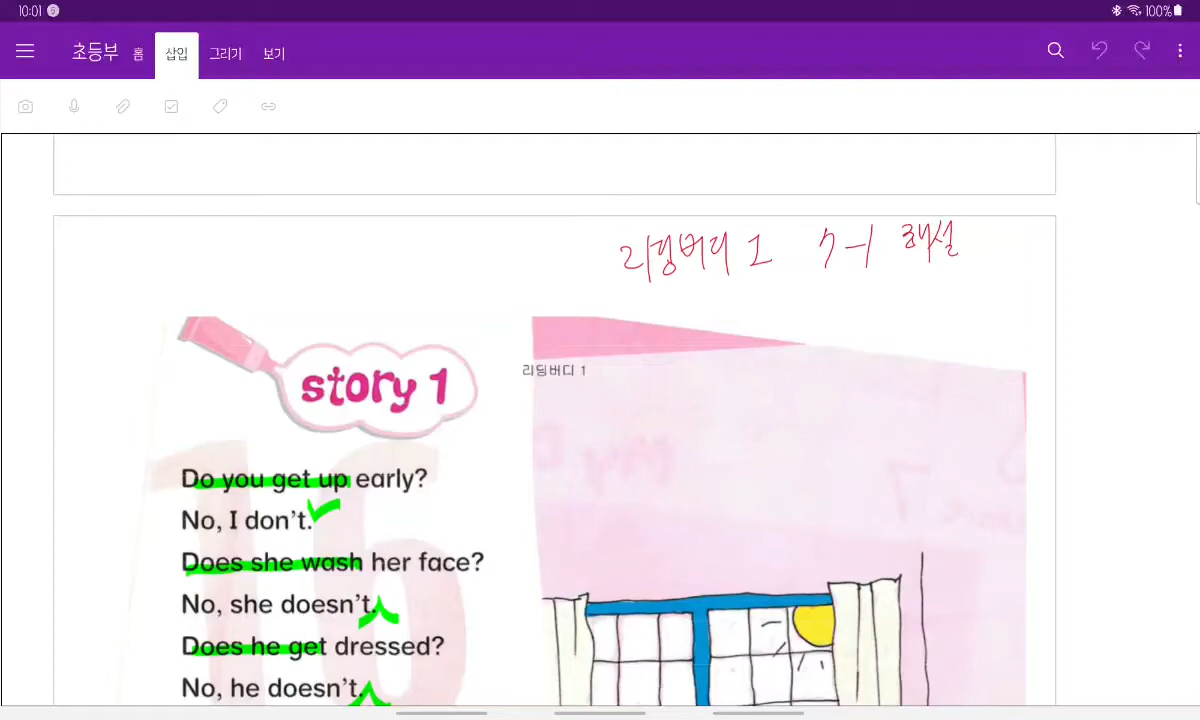 10:01
100%
초등부 홈 삽입 그리기 보기
리딩버디 1 7-1 해설
story 1
리딩버디 1
Do you get up early?
No, I don't.
Does she wash her face?
No, she doesn't.
Does he get dressed?
No, he doesn't.